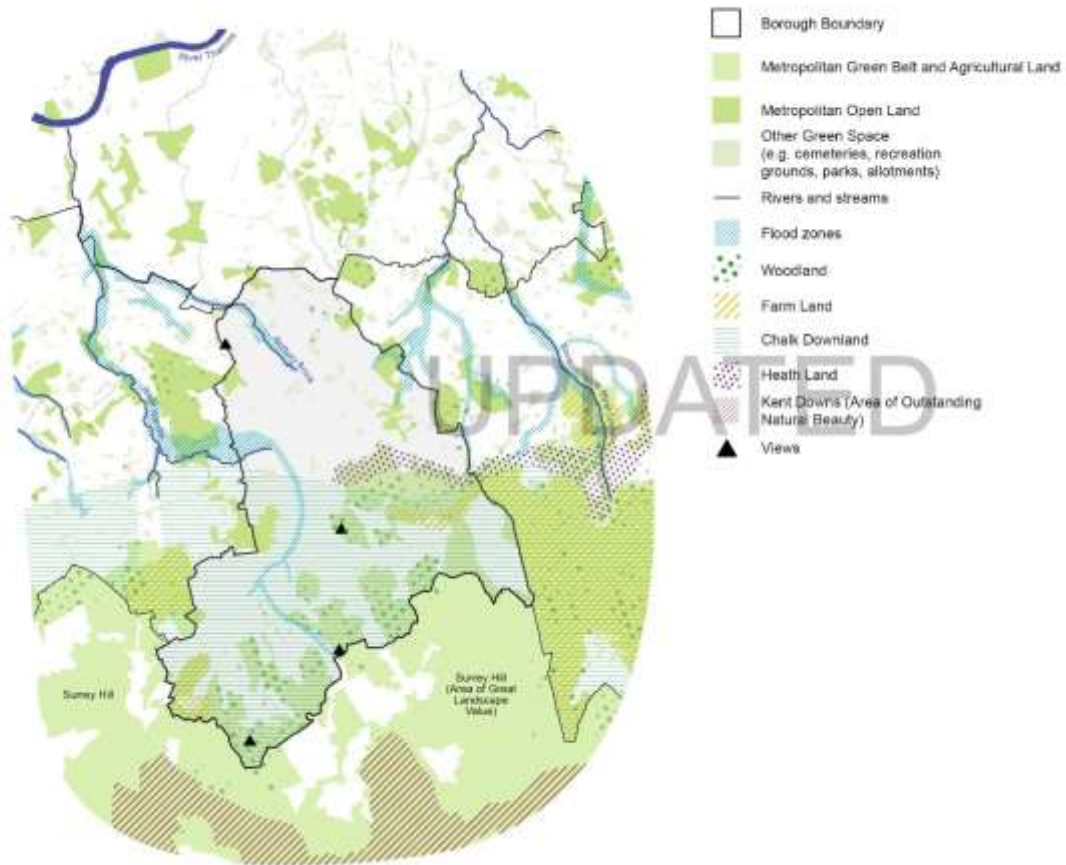 River
Borough Boundary
Metropolitan Green Belt and Agricultural Land
Metropolitan Open Land
Other Green Space
(e.g. cemeteries, recreation
grounds, parks, allotments)
Rivers and streams
Flood zones
Woodland
Farm Land
Chalk Downland
Heath Land
Kent Downs (Area of Outstanding
Natural Beauty)
Views
UPDATED
Surrey Hill
Surrey Hill
(Area of Great
Landscape
Value)